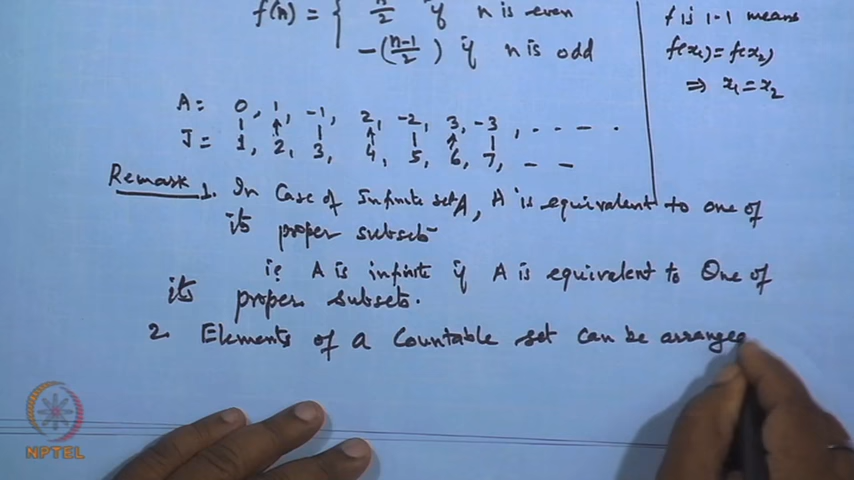 f(n) = { n/2 if n is even
-(n-1/2) if n is odd
f is 1-1 means
f(x₁) = f(x₂)
⇒ x₁ = x₂
A: 0, 1, -1, 2, -2, 3, -3, . . . .
J = 1, 2, 3, 4, 5, 6, 7, — —
Remark 1. In Case of Infinite set A, A is equivalent to one of
its proper subsets
ie A is infinite if A is equivalent to One of
its proper subsets.
2. Elements of a Countable set can be arranged
NPTEL